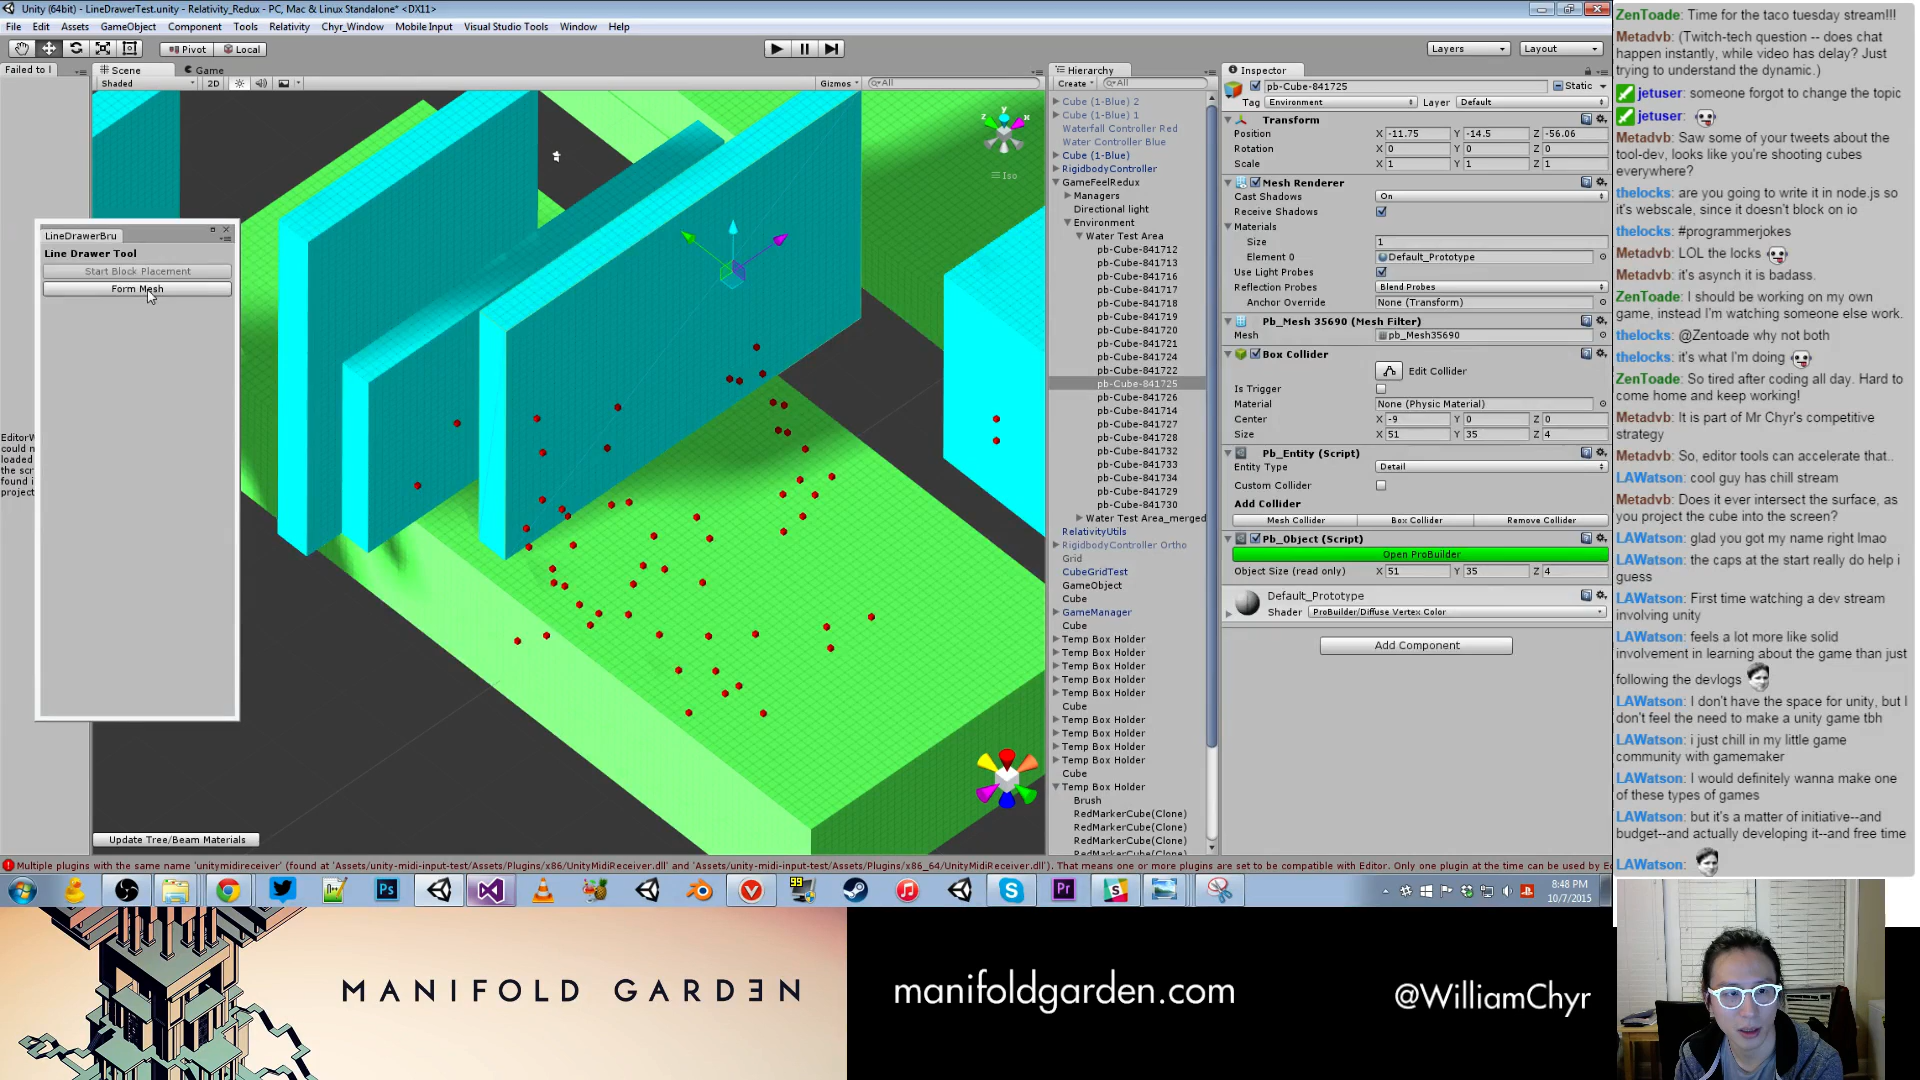 Unity (64bit) - LineDrawerTest.unity - Relativity_Redux - PC, Mac & Linux Standalone* <DX11>
File Edit Assets GameObject Component Tools Relativity Chyr_Window Mobile Input Visual Studio Tools Window Help
Pivot Local Layers Layout
Failed to l
Scene Game
Shaded 2D Gizmos All
LineDrawerBru
Line Drawer Tool
Start Block Placement
Form Mesh
EditorW
could n
loaded
the scr
found i
project
y
z x
Iso
Update Tree/Beam Materials
Hierarchy
Create All
Cube (1-Blue) 2
Cube (1-Blue) 1
Waterfall Controller Red
Water Controller Blue
Cube (1-Blue)
RigidbodyController
GameFeelRedux
Managers
Directional light
Environment
Water Test Area
pb-Cube-841712
pb-Cube-841713
pb-Cube-841716
pb-Cube-841717
pb-Cube-841718
pb-Cube-841719
pb-Cube-841720
pb-Cube-841721
pb-Cube-841724
pb-Cube-841722
pb-Cube-841725
pb-Cube-841726
pb-Cube-841714
pb-Cube-841727
pb-Cube-841728
pb-Cube-841732
pb-Cube-841733
pb-Cube-841734
pb-Cube-841729
pb-Cube-841730
Water Test Area_merged
RelativityUtils
RigidbodyController Ortho
Grid
CubeGridTest
GameObject
Cube
GameManager
Cube
Temp Box Holder
Temp Box Holder
Temp Box Holder
Temp Box Holder
Temp Box Holder
Cube
Temp Box Holder
Temp Box Holder
Temp Box Holder
Temp Box Holder
Cube
Temp Box Holder
Brush
RedMarkerCube(Clone)
RedMarkerCube(Clone)
RedMarkerCube(Clone)
Inspector
pb-Cube-841725 Static
Tag Environment Layer Default
Transform
Position X -11.75 Y -14.5 Z -56.06
Rotation X 0 Y 0 Z 0
Scale X 1 Y 1 Z 1
Mesh Renderer
Cast Shadows On
Receive Shadows
Materials
Size 1
Element 0 Default_Prototype
Use Light Probes
Reflection Probes Blend Probes
Anchor Override None (Transform)
Pb_Mesh 35690 (Mesh Filter)
Mesh pb_Mesh35690
Box Collider
Edit Collider
Is Trigger
Material None (Physic Material)
Center X -9 Y 0 Z 0
Size X 51 Y 35 Z 4
Pb_Entity (Script)
Entity Type Detail
Custom Collider
Add Collider
Mesh Collider Box Collider Remove Collider
Pb_Object (Script)
Open ProBuilder
Object Size (read only) X 51 Y 35 Z 4
Default_Prototype
Shader ProBuilder/Diffuse Vertex Color
Add Component
Multiple plugins with the same name 'unitymidireceiver' (found at 'Assets/unity-midi-input-test/Assets/Plugins/x86/UnityMidiReceiver.dll' and 'Assets/unity-midi-input-test/Assets/Plugins/x86_64/UnityMidiReceiver.dll'). That means one or more plugins are set to be compatible with Editor. Only one plugin at the time can be used by Ec
Ps 99 Pr
8:48 PM
10/7/2015
ZenToade: Time for the taco tuesday stream!!!
Metadvb: (Twitch-tech question -- does chat
happen instantly, while video has delay? Just
trying to understand the dynamic.)
jetuser: someone forgot to change the topic
jetuser:
Metadvb: Saw some of your tweets about the
tool-dev, looks like you're shooting cubes
everywhere?
thelocks: are you going to write it in node.js so
it's webscale, since it doesn't block on io
thelocks: #programmerjokes
Metadvb: LOL the locks
Metadvb: it's asynch it is badass.
ZenToade: I should be working on my own
game, instead I'm watching someone else work.
thelocks: @Zentoade why not both
thelocks: it's what I'm doing
ZenToade: So tired after coding all day. Hard to
come home and keep working!
Metadvb: It is part of Mr Chyr's competitive
strategy
Metadvb: So, editor tools can accelerate that..
LAWatson: cool guy has chill stream
Metadvb: Does it ever intersect the surface, as
you project the cube into the screen?
LAWatson: glad you got my name right lmao
LAWatson: the caps at the start really do help i
guess
LAWatson: First time watching a dev stream
involving unity
LAWatson: feels a lot more like solid
involvement in learning about the game than just
following the devlogs
LAWatson: I don't have the space for unity, but I
don't feel the need to make a unity game tbh
LAWatson: i just chill in my little game
community with gamemaker
LAWatson: I would definitely wanna make one
of these types of games
LAWatson: but it's a matter of initiative--and
budget--and actually developing it--and free time
LAWatson:
MANIFOLD GARDEN
manifoldgarden.com
@WilliamChyr